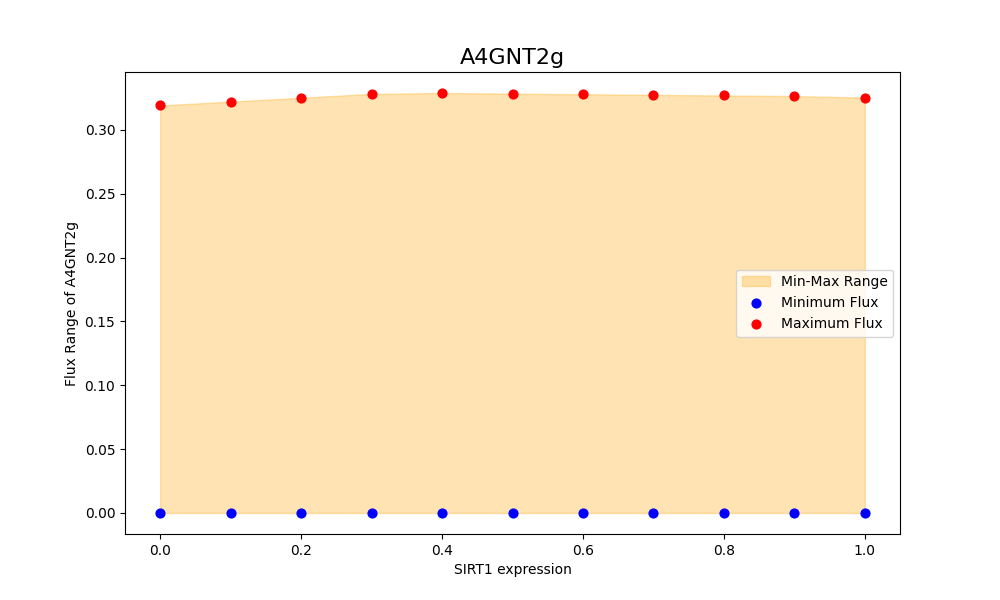 A4GNT2g
Flux Range of A4GNT2g
0.30
0.25
0.20
0.15
0.10
0.05
0.00
Min-Max Range
Minimum Flux
Maximum Flux
0.0 0.2 0.4 0.6 0.8 1.0
SIRT1 expression